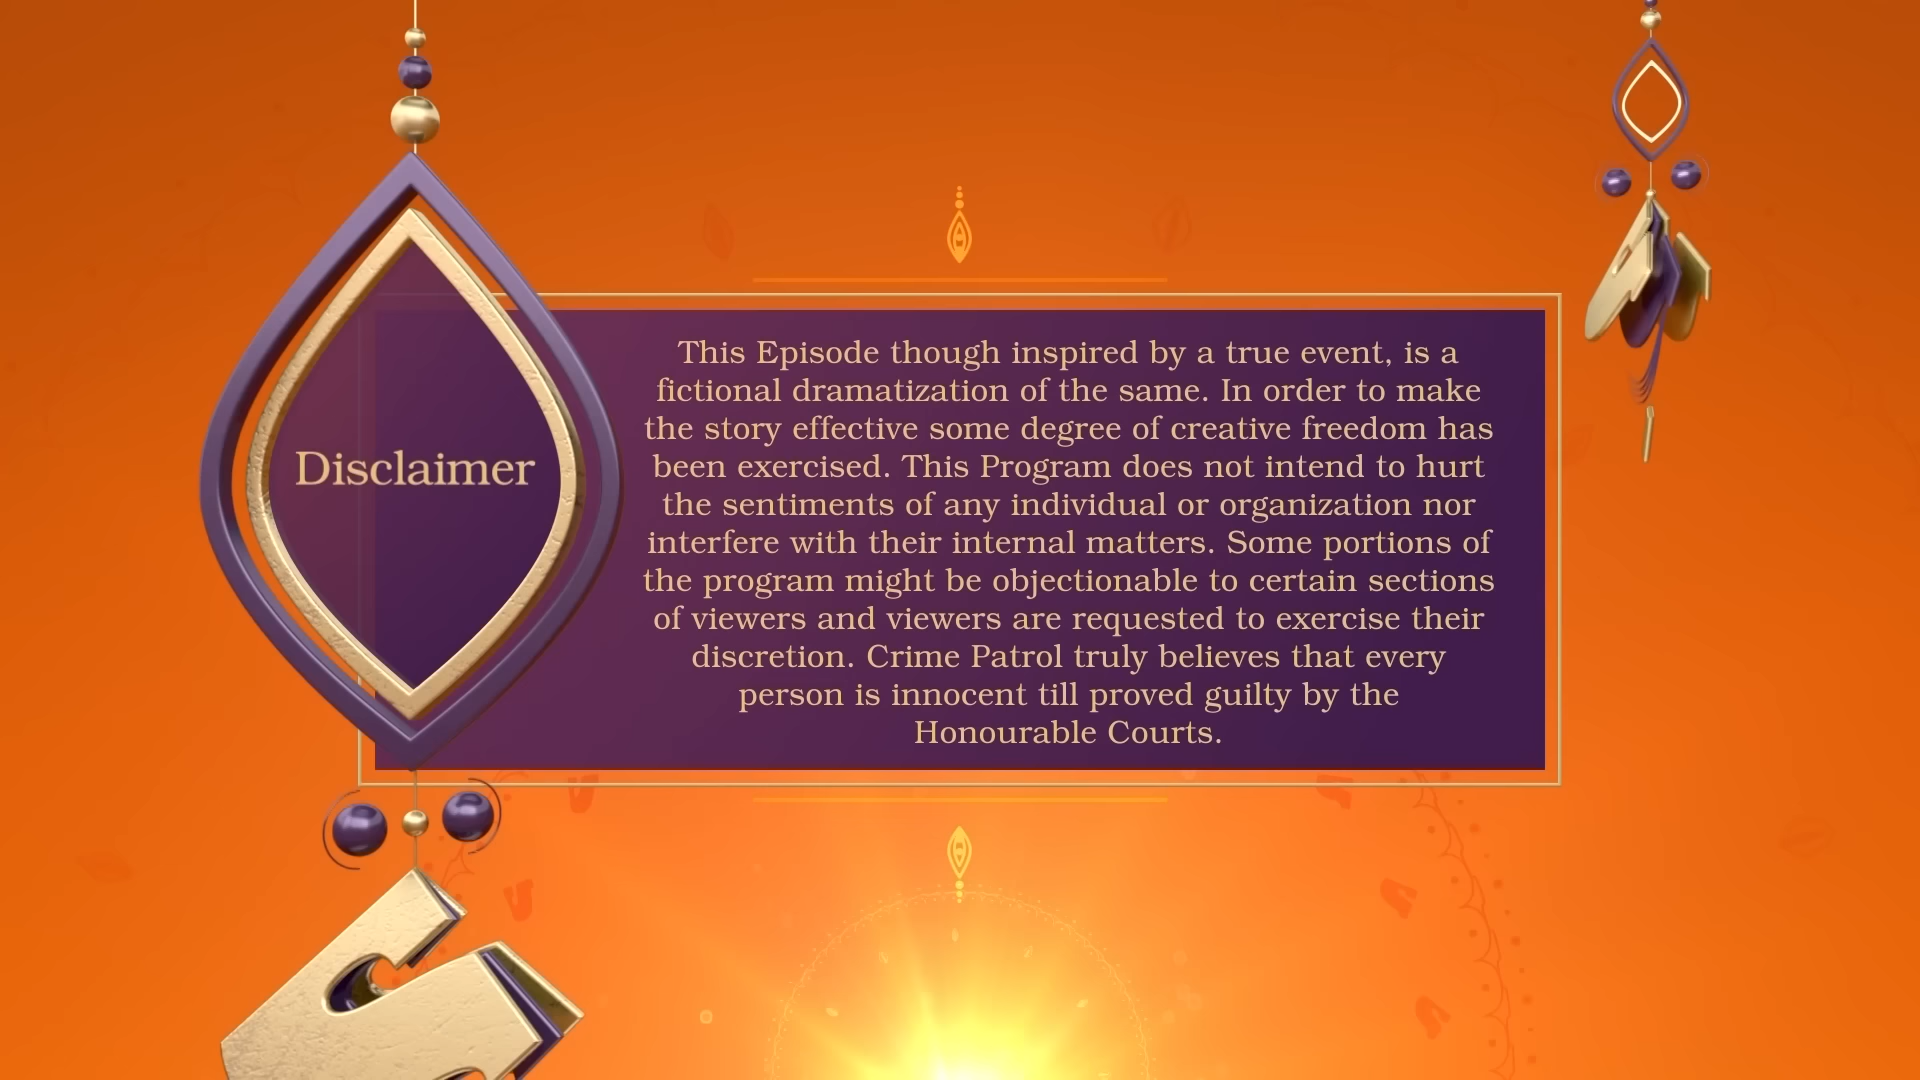 Disclaimer
This Episode though inspired by a true event, is a
fictional dramatization of the same. In order to make
the story effective some degree of creative freedom has
been exercised. This Program does not intend to hurt
the sentiments of any individual or organization nor
interfere with their internal matters. Some portions of
the program might be objectionable to certain sections
of viewers and viewers are requested to exercise their
discretion. Crime Patrol truly believes that every
person is innocent till proved guilty by the
Honourable Courts.